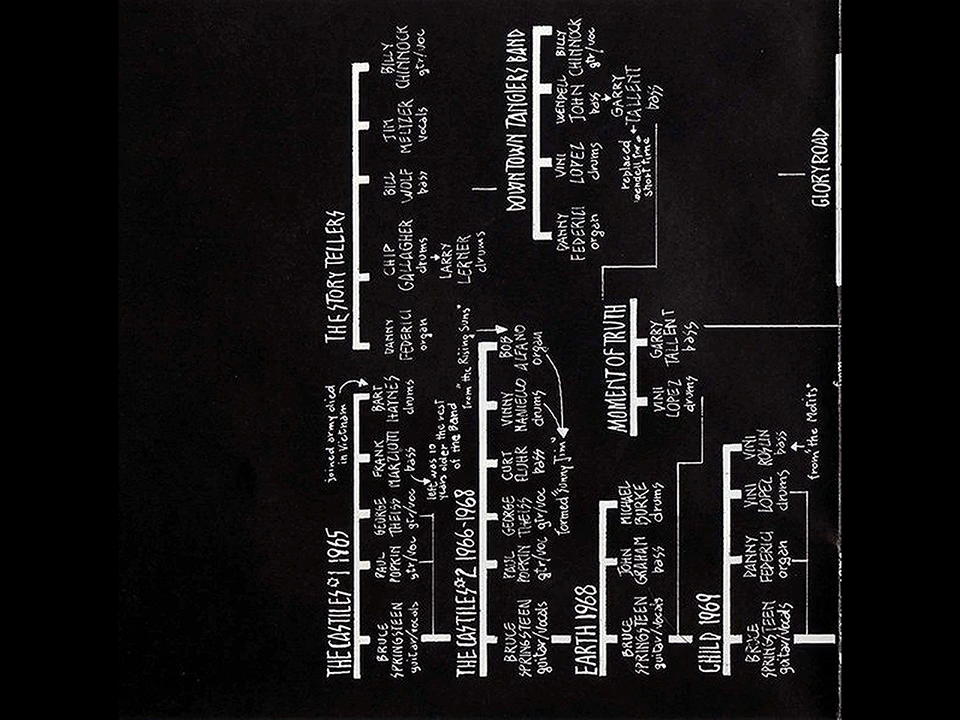 THE CASTILES #1 1965
joined army died
in Vietnam
BRUCE
SPRINGSTEEN
guitar/vocals
PAUL
POPKIN
gtr/voc
GEORGE
THEISS
gtr/voc
FRANK
MARZIOTTI
bass
BART
HAYNES
drums
left was 10
years older the rest
of the Band
THE STORY TELLERS
DANNY
FEDERICI
organ
CHIP
GALLAGHER
drums
LARRY
LERNER
drums
BILL
WOLF
bass
JIM
MELTZER
vocals
BILLY
CHINNOCK
gtr/voc
THE CASTILES #2 1966-1968
from "the Rising Suns"
BRUCE
SPRINGSTEEN
guitar/vocals
PAUL
POPKIN
gtr/voc
GEORGE
THEISS
gtr/voc
CURT
FLUHR
bass
VINNY
MANIELLO
drums
BOB
ALFANO
organ
formed "Sunny Jim"
DOWNTOWN TANGIERS BAND
DANNY
FEDERICI
organ
VINI
LOPEZ
drums
WENDELL
JOHN
bass
GARRY
TALLENT
bass
BILLY
CHINNOCK
gtr/voc
replaced
wendell for a
short time
EARTH 1968
BRUCE
SPRINGSTEEN
guitar/vocals
JOHN
GRAHAM
bass
MICHAEL
BURKE
drums
MOMENT OF TRUTH
VINI
LOPEZ
drums
GARRY
TALLENT
bass
CHILD 1969
BRUCE
SPRINGSTEEN
guitar/vocals
DANNY
FEDERICI
organ
VINI
LOPEZ
drums
VINI
ROSLIN
bass
from "the Motifs"
GLORY ROAD